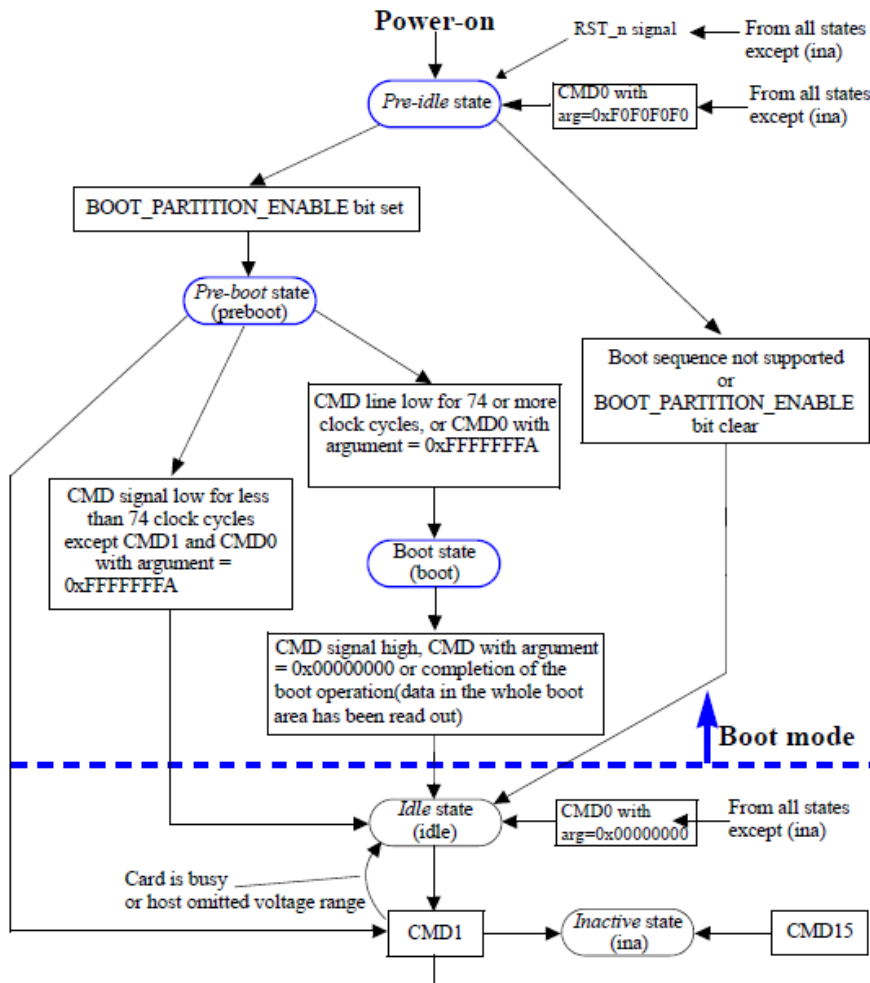 Power-on
RST_n signal
From all states
except (ina)
Pre-idle state
CMD0 with
arg=0xF0F0F0F0
From all states
except (ina)
BOOT_PARTITION_ENABLE bit set
Pre-boot state
(preboot)
Boot sequence not supported
or
BOOT_PARTITION_ENABLE
bit clear
CMD line low for 74 or more
clock cycles, or CMD0 with
argument = 0xFFFFFFFA
CMD signal low for less
than 74 clock cycles
except CMD1 and CMD0
with argument =
0xFFFFFFFA
Boot state
(boot)
CMD signal high, CMD with argument
= 0x00000000 or completion of the
boot operation(data in the whole boot
area has been read out)
Boot mode
Idle state
(idle)
CMD0 with
arg=0x00000000
From all states
except (ina)
Card is busy
or host omitted voltage range
CMD1
Inactive state
(ina)
CMD15